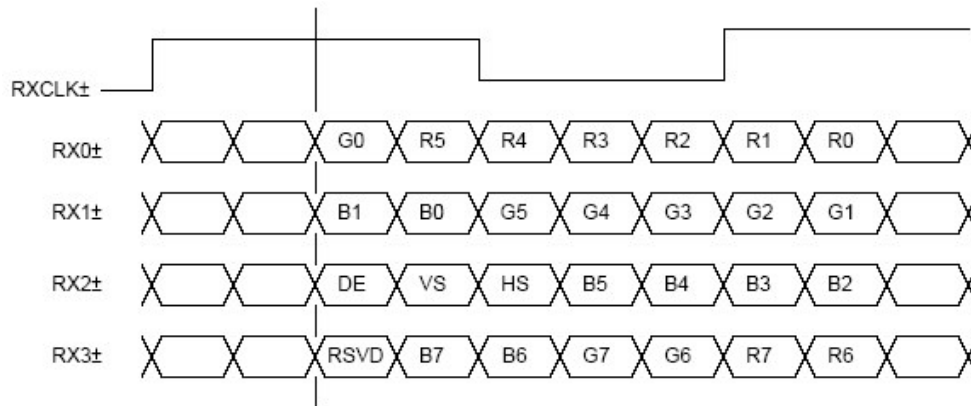 RXCLK±
RX0± G0 R5 R4 R3 R2 R1 R0
RX1± B1 B0 G5 G4 G3 G2 G1
RX2± DE VS HS B5 B4 B3 B2
RX3± RSVD B7 B6 G7 G6 R7 R6